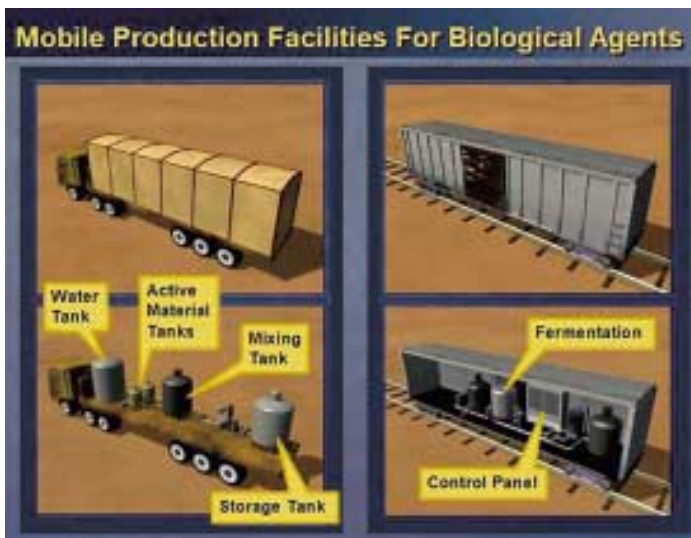 Mobile Production Facilities For Biological Agents
Water
Tank
Active
Material
Tanks
Mixing
Tank
Storage Tank
Fermentation
Control Panel